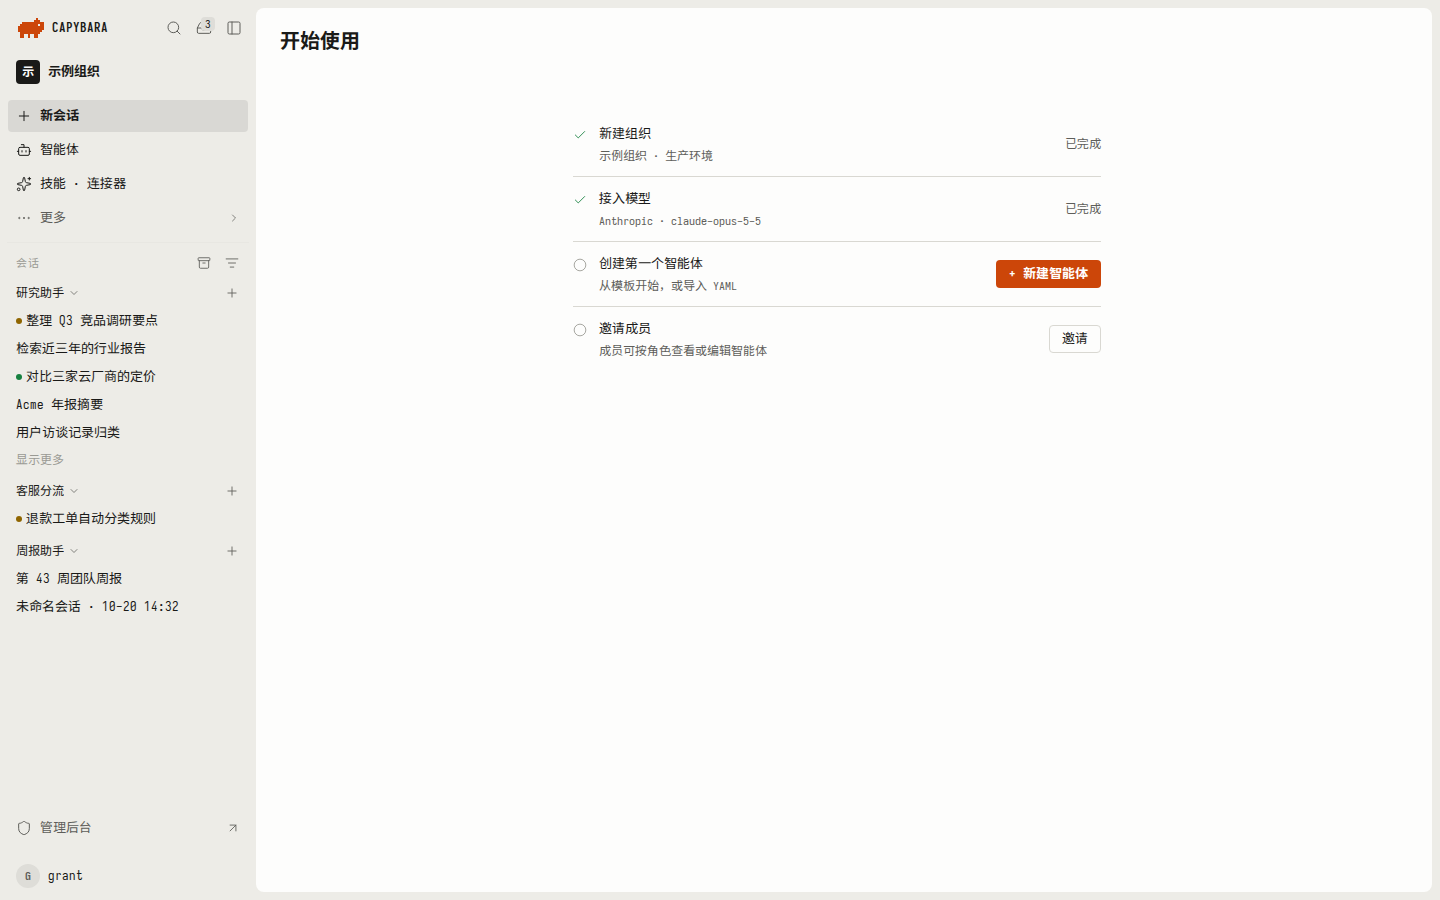 CAPYBARA
3
示 示例组织
新会话
智能体
技能 · 连接器
更多
会话
研究助手
整理 Q3 竞品调研要点
检索近三年的行业报告
对比三家云厂商的定价
Acme 年报摘要
用户访谈记录归类
显示更多
客服分流
退款工单自动分类规则
周报助手
第 43 周团队周报
未命名会话 · 10-20 14:32
管理后台
G grant
开始使用
新建组织
示例组织 · 生产环境
已完成
接入模型
Anthropic · claude-opus-5-5
已完成
创建第一个智能体
从模板开始，或导入 YAML
+ 新建智能体
邀请成员
成员可按角色查看或编辑智能体
邀请